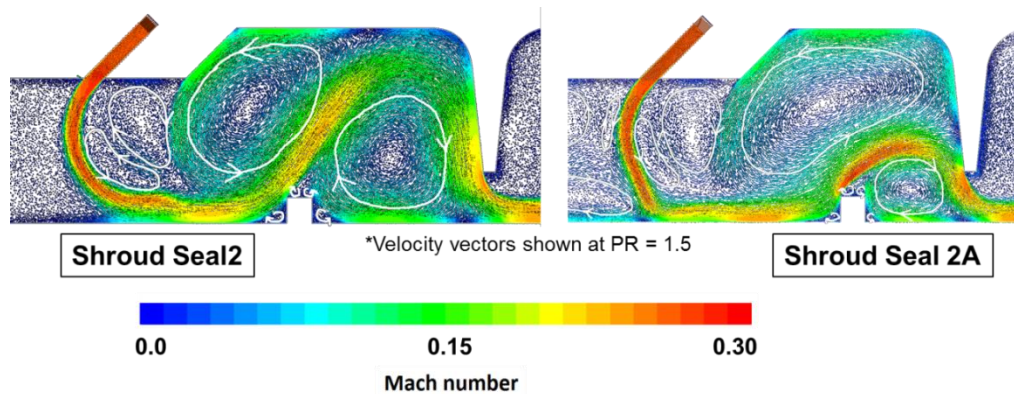 Shroud Seal2
*Velocity vectors shown at PR = 1.5
Shroud Seal 2A
0.0
0.15
0.30
Mach number